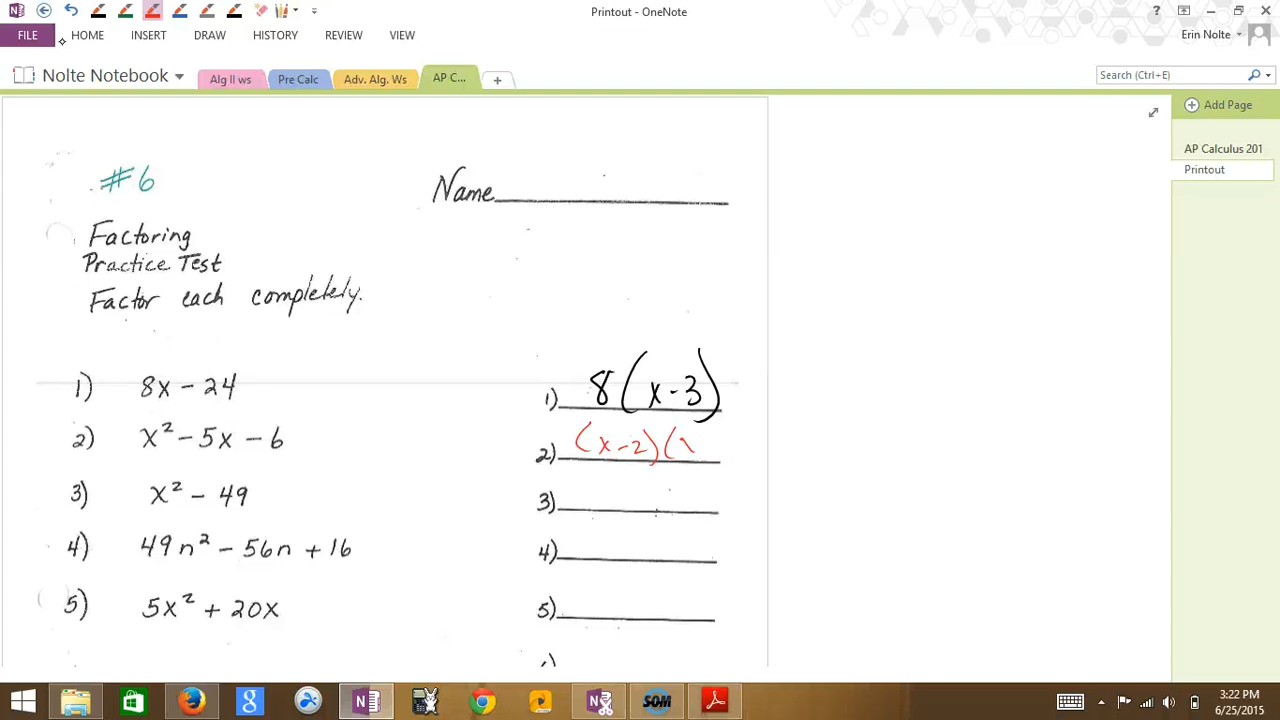 Printout - OneNote
?
FILE HOME INSERT DRAW HISTORY REVIEW VIEW
Erin Nolte
Nolte Notebook
Alg II ws
Pre Calc
Adv. Alg. Ws
AP C...
Search (Ctrl+E)
Add Page
AP Calculus 201
Printout
#6
Name
Factoring
Practice Test
Factor each completely.
1) 8x - 24
1) 8(x-3)
2) x² - 5x - 6
2) (x-2)(
3) x² - 49
3)
4) 49n² - 56n + 16
4)
5) 5x² + 20x
5)
SOM
3:22 PM
6/25/2015